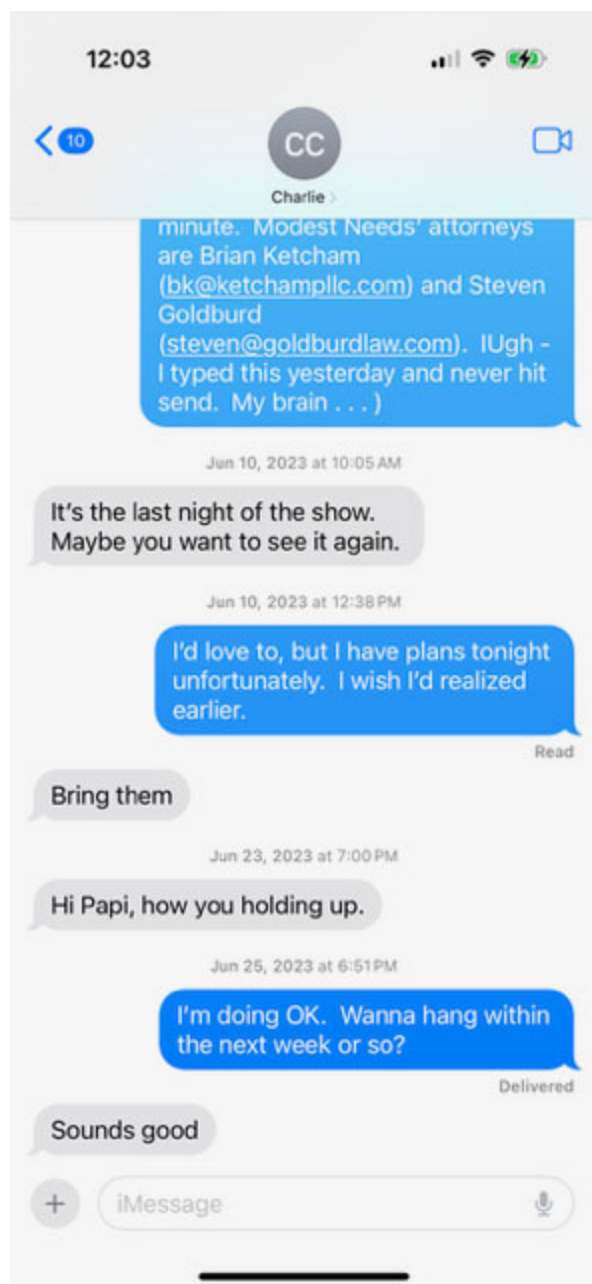 12:03
10
CC
Charlie
minute.  Modest Needs' attorneys
are Brian Ketcham
(bk@ketchampllc.com) and Steven
Goldburd
(steven@goldburdlaw.com).  IUgh -
I typed this yesterday and never hit
send.  My brain . . . )
Jun 10, 2023 at 10:05 AM
It's the last night of the show.
Maybe you want to see it again.
Jun 10, 2023 at 12:38 PM
I'd love to, but I have plans tonight
unfortunately.  I wish I'd realized
earlier.
Read
Bring them
Jun 23, 2023 at 7:00 PM
Hi Papi, how you holding up.
Jun 25, 2023 at 6:51 PM
I'm doing OK.  Wanna hang within
the next week or so?
Delivered
Sounds good
iMessage